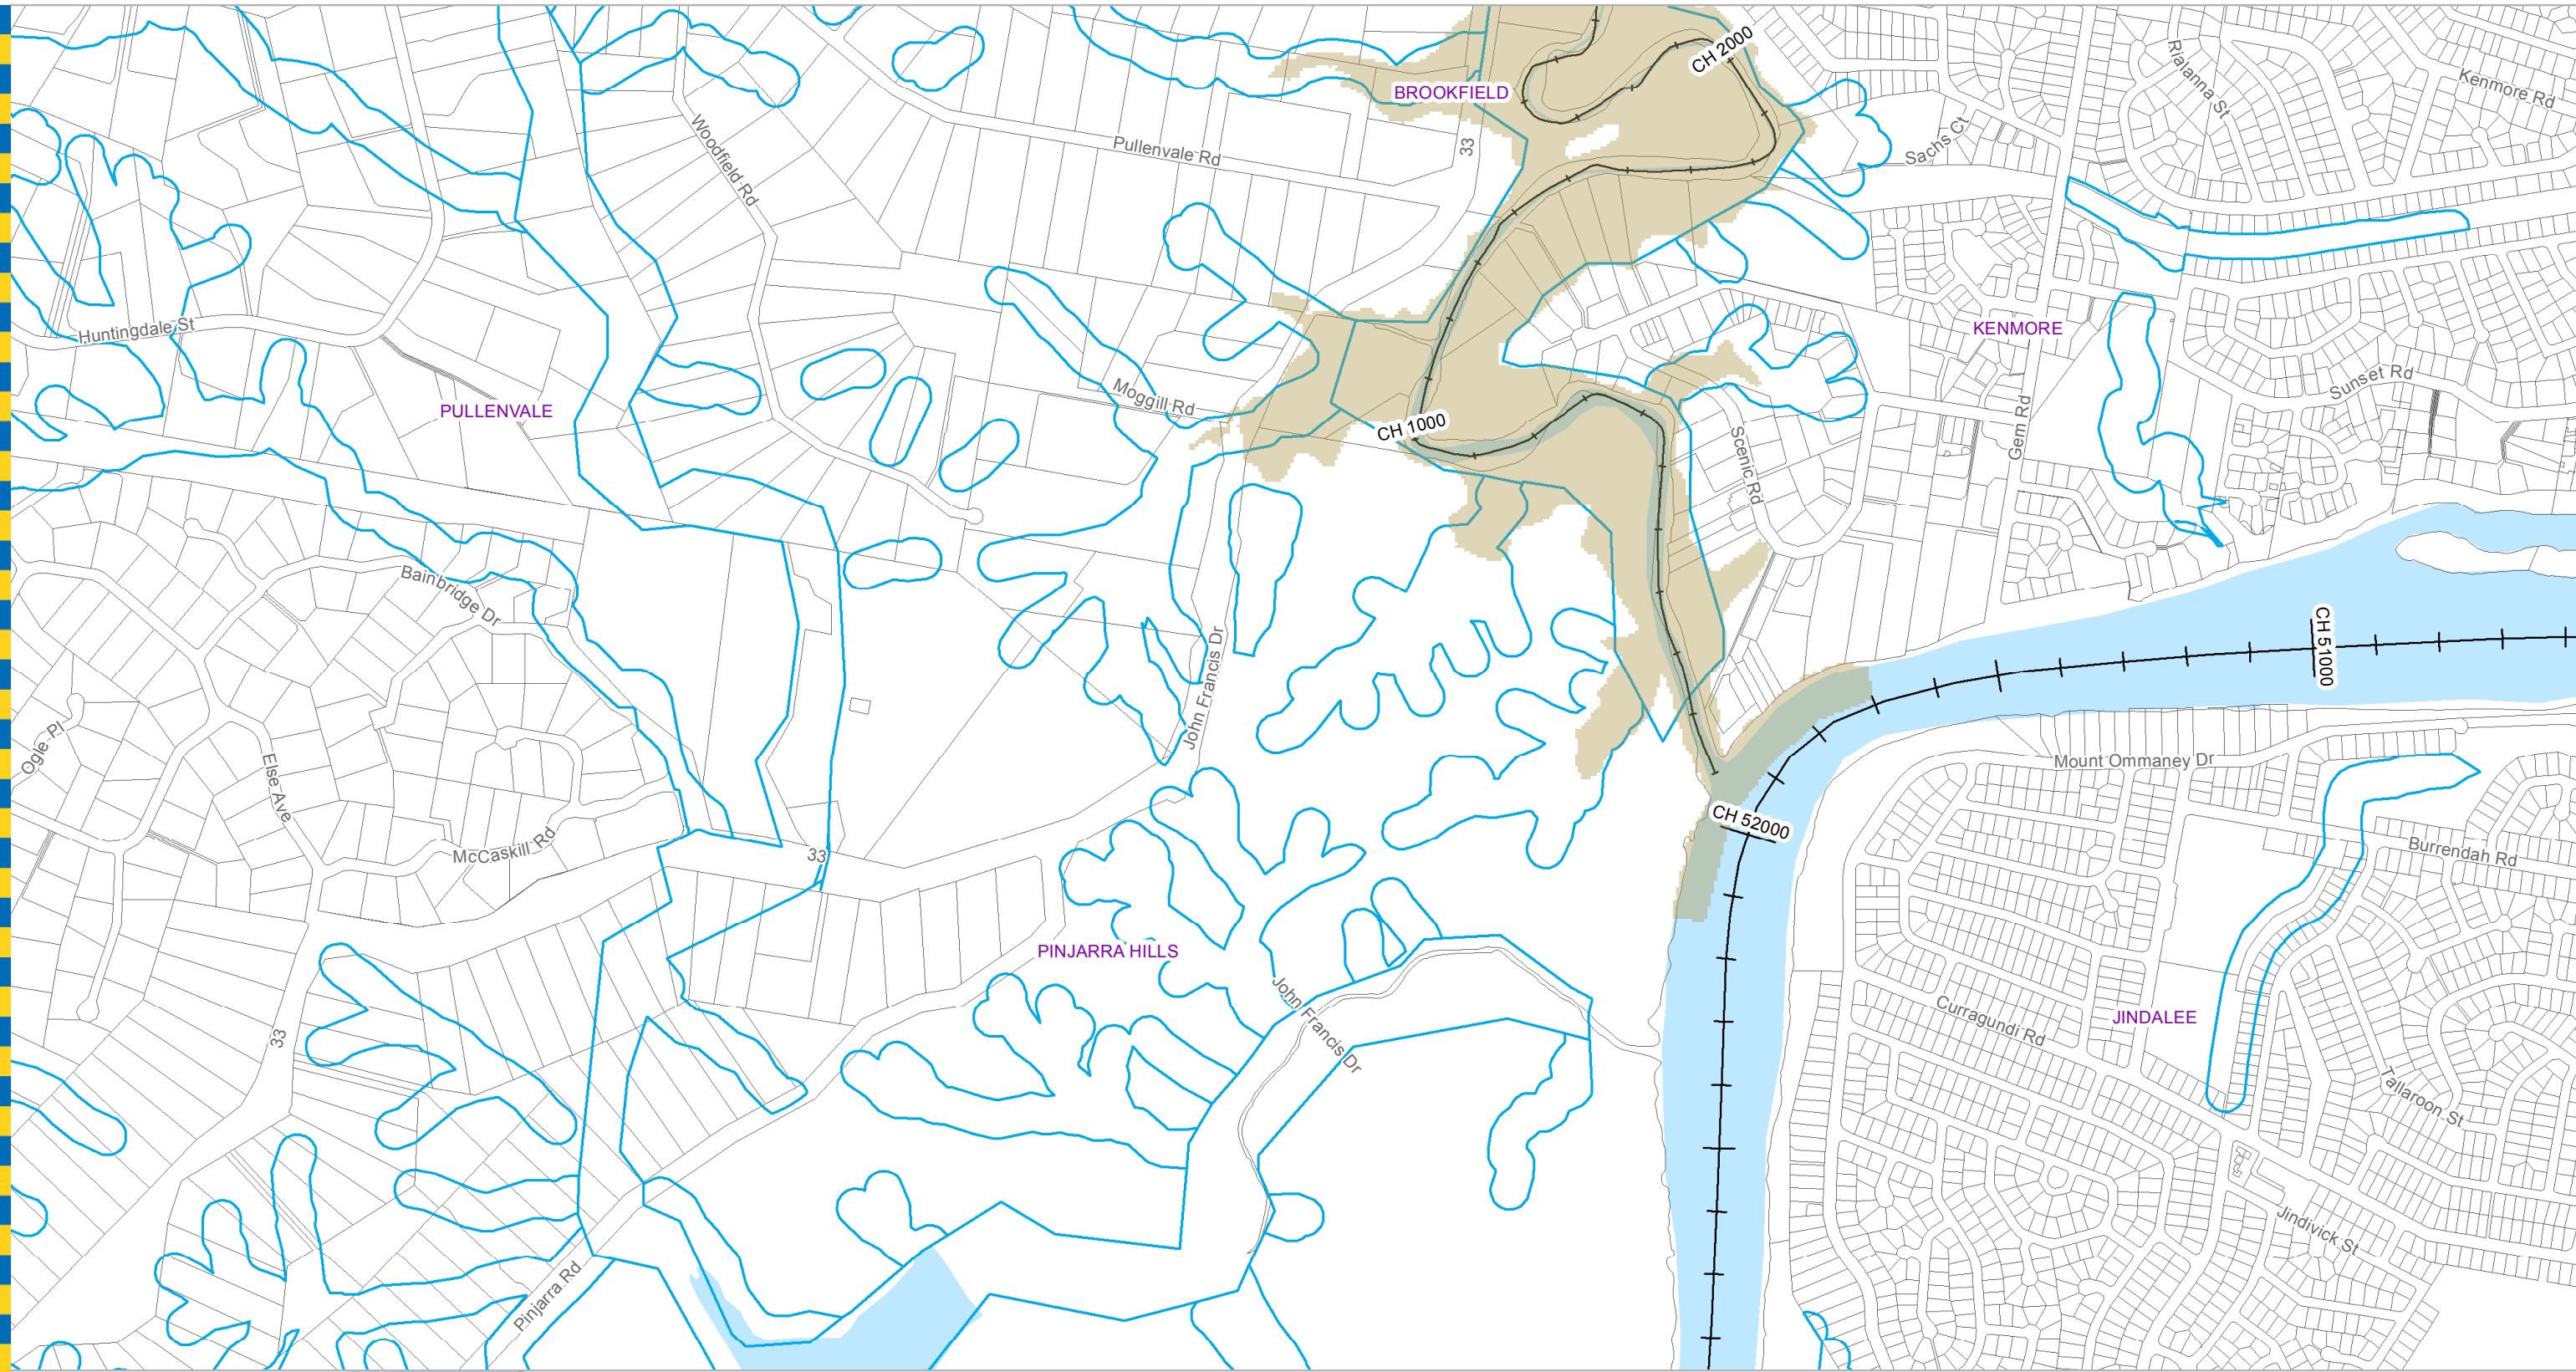 CH 2000
Rialanna St
Kenmore Rd
BROOKFIELD
33
Sachs Ct
Woodfield Rd
Pullenvale Rd
Huntingdale St
KENMORE
Sunset Rd
PULLENVALE
Moggill Rd
CH 1000
Gem Rd
Scenic Rd
Bainbridge Dr
John Francis Dr
CH 51000
Ogle Pl
Else Ave
Mount Ommaney Dr
CH 52000
McCaskill Rd
33
Burrendah Rd
PINJARRA HILLS
John Francis Dr
33
Curragundi Rd
JINDALEE
Tallaroon St
Jindivick St
Pinjarra Rd